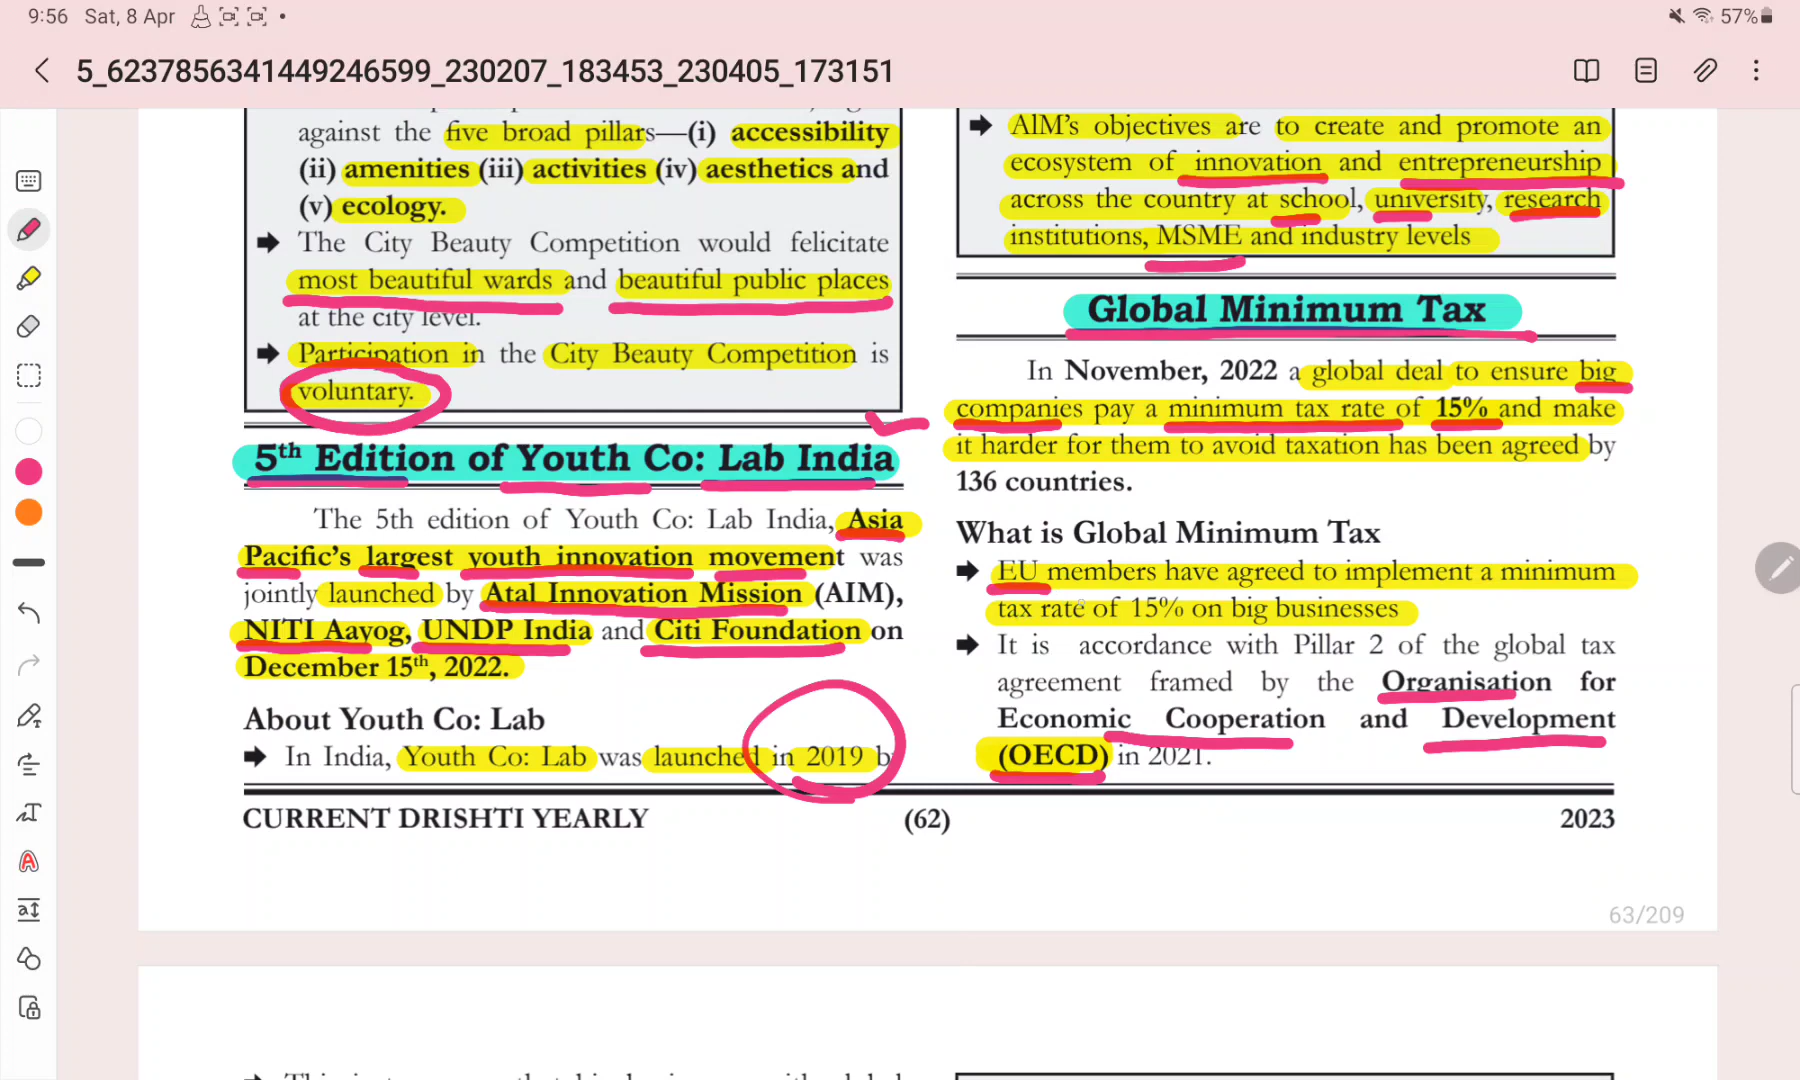 9:56 Sat, 8 Apr
57%
5_6237856341449246599_230207_183453_230405_173151
against the five broad pillars—(i) accessibility
(ii) amenities (iii) activities (iv) aesthetics and
(v) ecology.
The City Beauty Competition would felicitate
most beautiful wards and beautiful public places
at the city level.
Participation in the City Beauty Competition is
voluntary.
5th Edition of Youth Co: Lab India
The 5th edition of Youth Co: Lab India, Asia
Pacific's largest youth innovation movement was
jointly launched by Atal Innovation Mission (AIM),
NITI Aayog, UNDP India and Citi Foundation on
December 15th, 2022.
About Youth Co: Lab
In India, Youth Co: Lab was launched in 2019 b
AIM's objectives are to create and promote an
ecosystem of innovation and entrepreneurship
across the country at school, university, research
institutions, MSME and industry levels
Global Minimum Tax
In November, 2022 a global deal to ensure big
companies pay a minimum tax rate of 15% and make
it harder for them to avoid taxation has been agreed by
136 countries.
What is Global Minimum Tax
EU members have agreed to implement a minimum
tax rate of 15% on big businesses
It is accordance with Pillar 2 of the global tax
agreement framed by the Organisation for
Economic Cooperation and Development
(OECD) in 2021.
CURRENT DRISHTI YEARLY (62) 2023
63/209